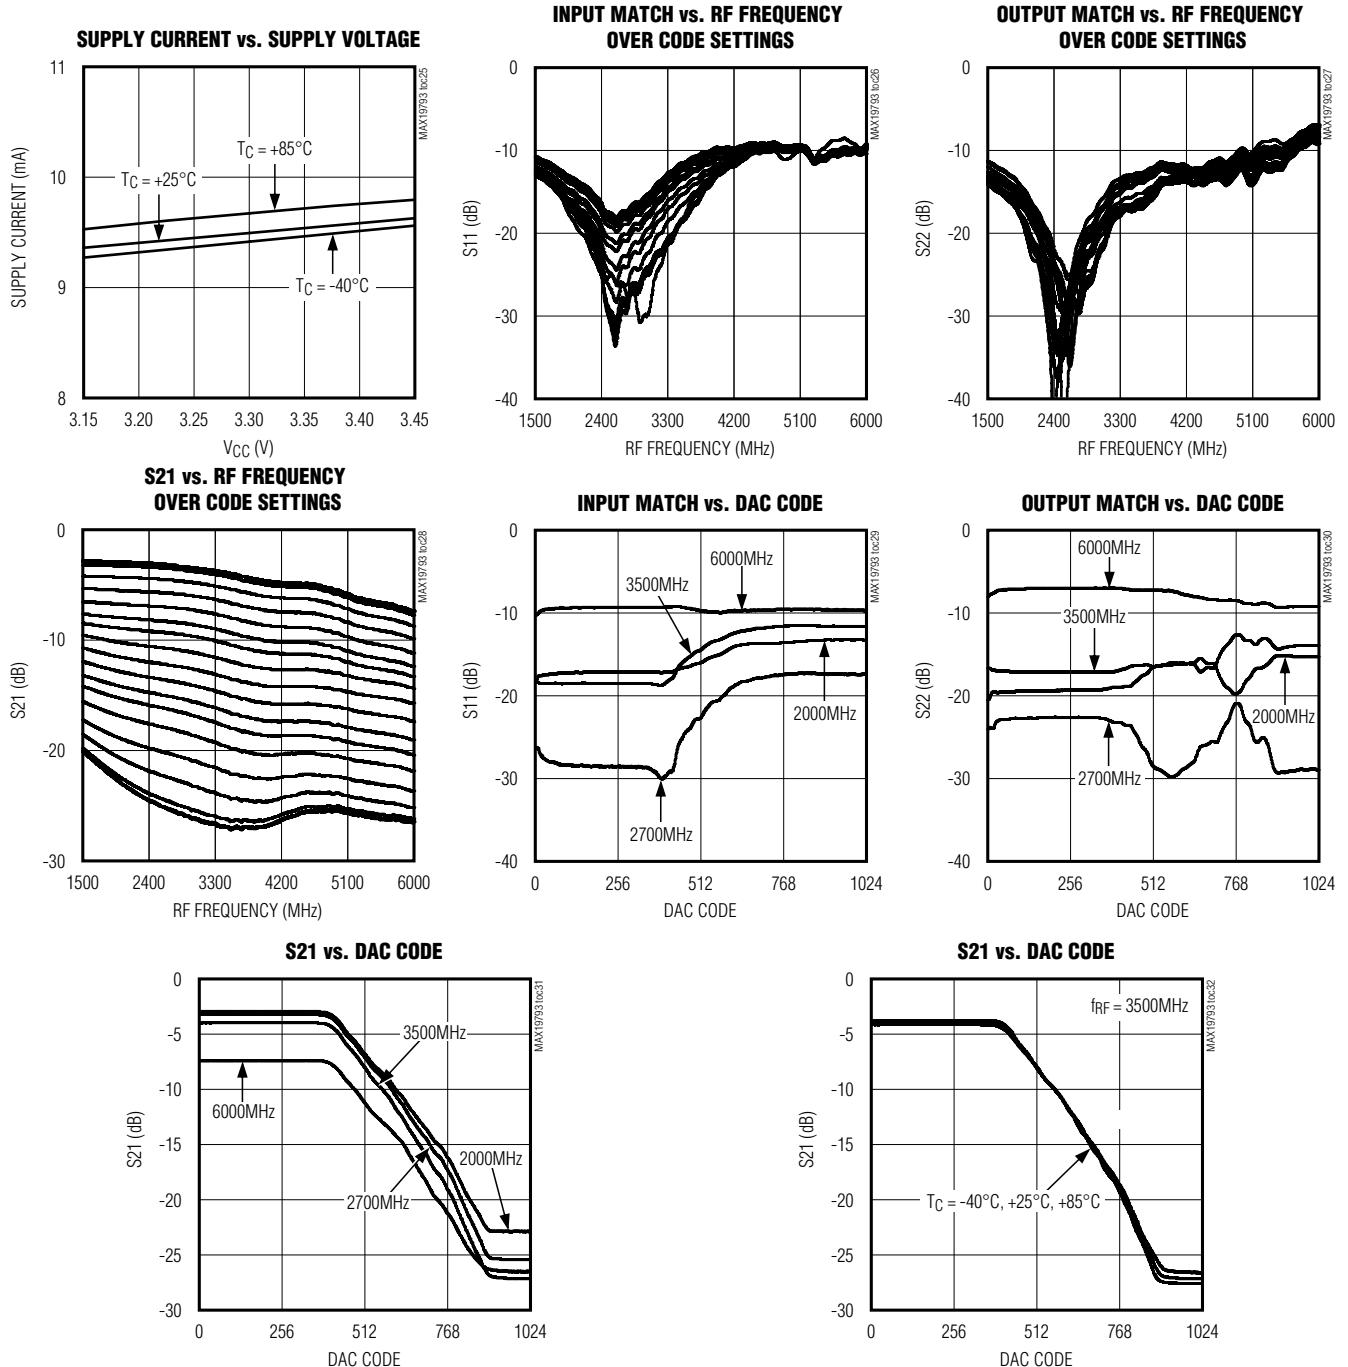 SUPPLY CURRENT vs. SUPPLY VOLTAGE
MAX19793 toc25
SUPPLY CURRENT (mA)
11
10
9
8
TC = +85°C
TC = +25°C
TC = -40°C
3.15 3.20 3.25 3.30 3.35 3.40 3.45
VCC (V)
INPUT MATCH vs. RF FREQUENCY
OVER CODE SETTINGS
MAX19793 toc26
S11 (dB)
0
-10
-20
-30
-40
1500 2400 3300 4200 5100 6000
RF FREQUENCY (MHz)
OUTPUT MATCH vs. RF FREQUENCY
OVER CODE SETTINGS
MAX19793 toc27
S22 (dB)
0
-10
-20
-30
-40
1500 2400 3300 4200 5100 6000
RF FREQUENCY (MHz)
S21 vs. RF FREQUENCY
OVER CODE SETTINGS
MAX19793 toc28
S21 (dB)
0
-10
-20
-30
1500 2400 3300 4200 5100 6000
RF FREQUENCY (MHz)
INPUT MATCH vs. DAC CODE
MAX19793 toc29
S11 (dB)
0
-10
-20
-30
-40
6000MHz
3500MHz
2000MHz
2700MHz
0 256 512 768 1024
DAC CODE
OUTPUT MATCH vs. DAC CODE
MAX19793 toc30
S22 (dB)
0
-10
-20
-30
-40
6000MHz
3500MHz
2000MHz
2700MHz
0 256 512 768 1024
DAC CODE
S21 vs. DAC CODE
MAX19793 toc31
S21 (dB)
0
-5
-10
-15
-20
-25
-30
3500MHz
6000MHz
2000MHz
2700MHz
0 256 512 768 1024
DAC CODE
S21 vs. DAC CODE
MAX19793 toc32
S21 (dB)
0
-5
-10
-15
-20
-25
-30
fRF = 3500MHz
TC = -40°C, +25°C, +85°C
0 256 512 768 1024
DAC CODE